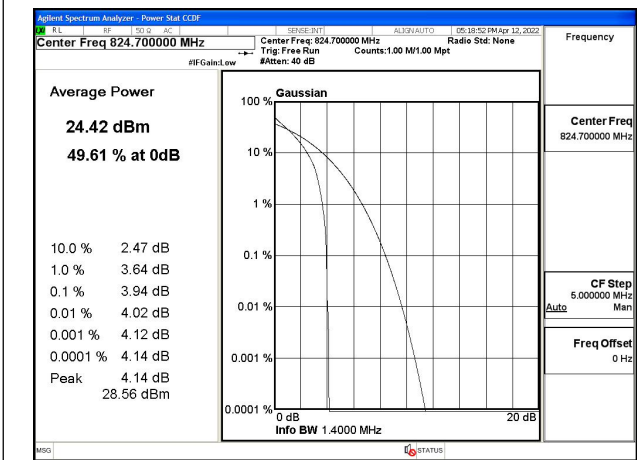 Agilent Spectrum Analyzer - Power Stat CCDF
RL RF 50 Ω AC SENSE:INT ALIGN AUTO 05:18:52 PM Apr 12, 2022
Center Freq 824.700000 MHz
Center Freq: 824.700000 MHz Radio Std: None
Trig: Free Run Counts:1.00 M/1.00 Mpt
#IFGain:Low #Atten: 40 dB
Frequency
Average Power
24.42 dBm
49.61 % at 0dB
10.0 % 2.47 dB
1.0 % 3.64 dB
0.1 % 3.94 dB
0.01 % 4.02 dB
0.001 % 4.12 dB
0.0001 % 4.14 dB
Peak 4.14 dB
28.56 dBm
Gaussian
100 %
10 %
1 %
0.1 %
0.01 %
0.001 %
0.0001 %
0 dB 20 dB
Info BW 1.4000 MHz
Center Freq
824.700000 MHz
CF Step
5.000000 MHz
Auto Man
Freq Offset
0 Hz
MSG STATUS